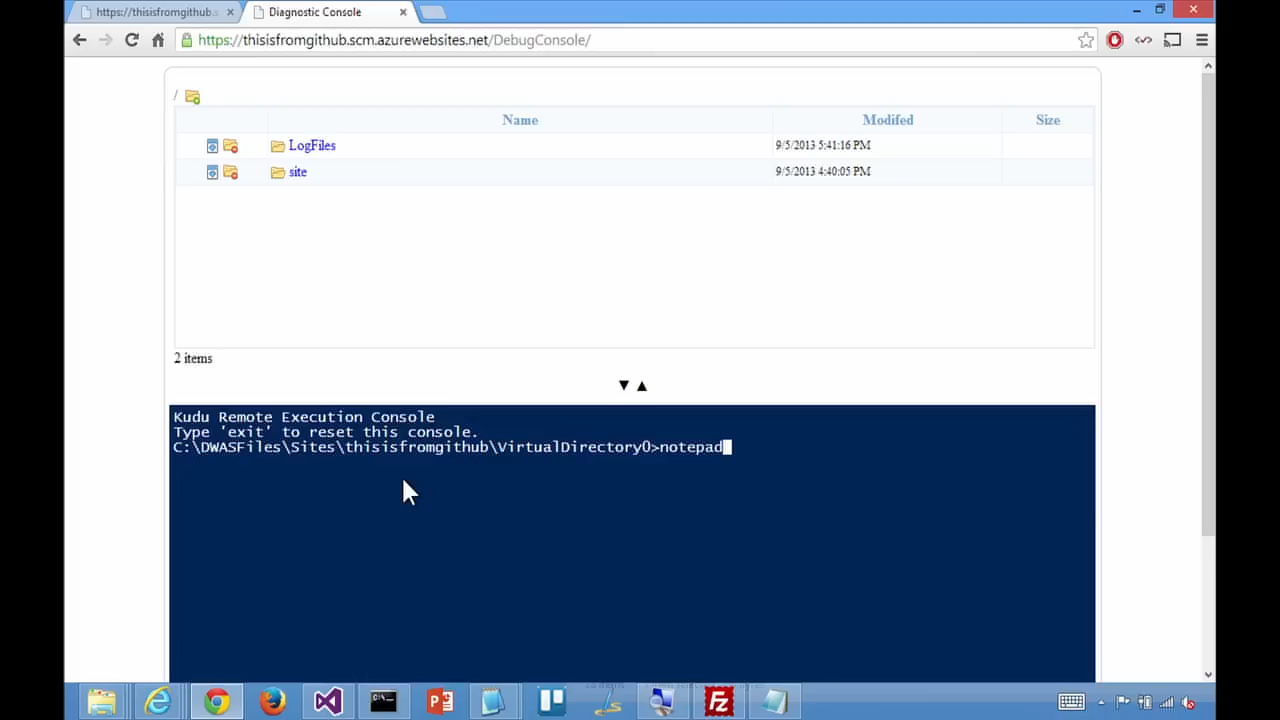 https://thisisfromgithub.s
Diagnostic Console
https://thisisfromgithub.scm.azurewebsites.net/DebugConsole/
/
Name Modifed Size
LogFiles 9/5/2013 5:41:16 PM
site 9/5/2013 4:40:05 PM
2 items
Kudu Remote Execution Console
Type 'exit' to reset this console.
C:\DWASFiles\Sites\thisisfromgithub\VirtualDirectory0>notepad